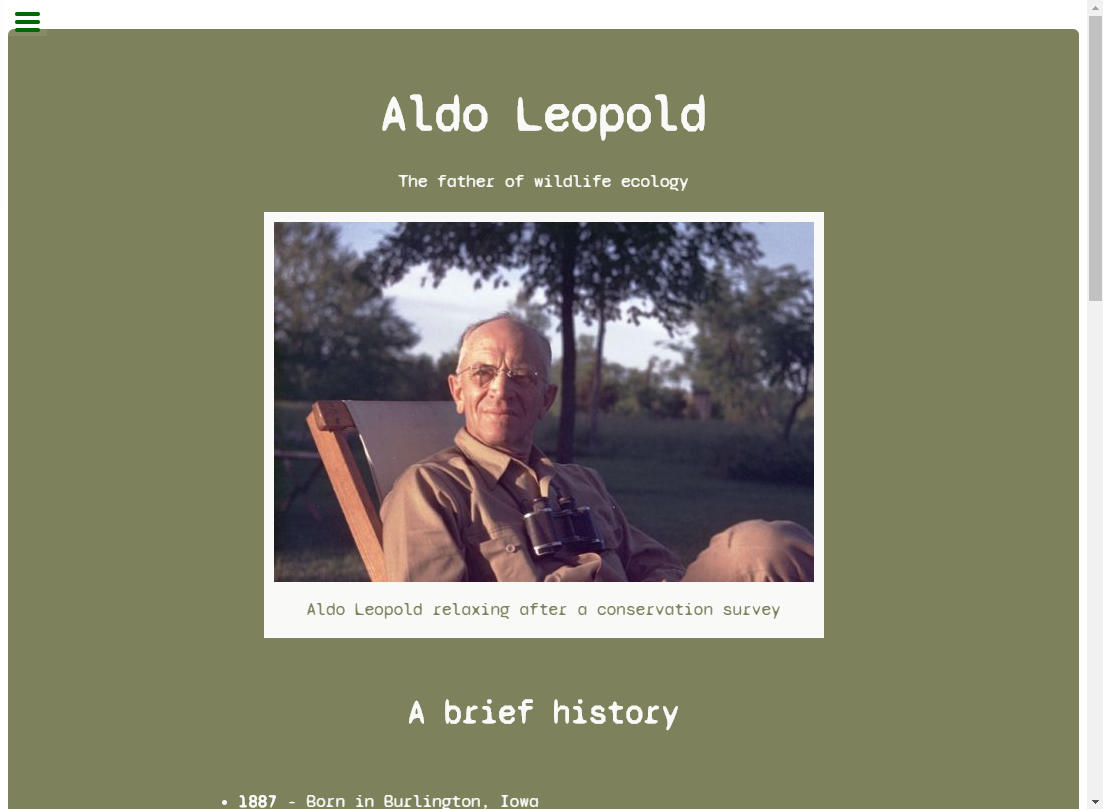 Aldo Leopold
The father of wildlife ecology
Aldo Leopold relaxing after a conservation survey
A brief history
• 1887 - Born in Burlington, Iowa